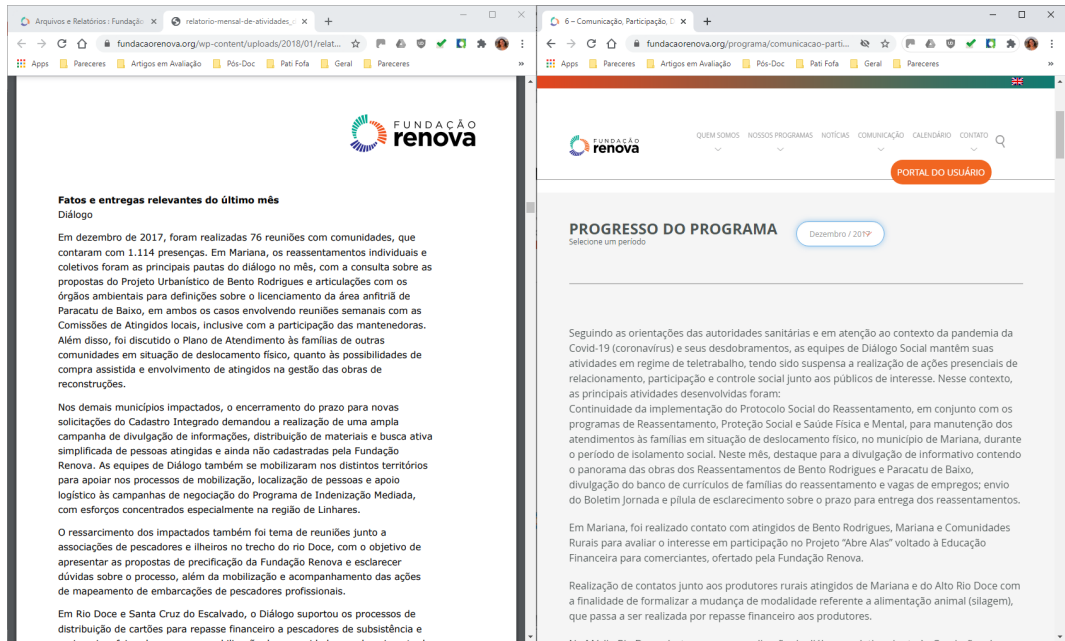 Arquivos e Relatórios : Fundação
relatorio-mensal-de-atividades_d
fundacaorenova.org/wp-content/uploads/2018/01/relat...
Apps Pareceres Artigos em Avaliação Pós-Doc Pati Fofa Geral Pareceres »
FUNDAÇÃO
renova
Fatos e entregas relevantes do último mês
Diálogo
Em dezembro de 2017, foram realizadas 76 reuniões com comunidades, que
contaram com 1.114 presenças. Em Mariana, os reassentamentos individuais e
coletivos foram as principais pautas do diálogo no mês, com a consulta sobre as
propostas do Projeto Urbanístico de Bento Rodrigues e articulações com os
órgãos ambientais para definições sobre o licenciamento da área anfitriã de
Paracatu de Baixo, em ambos os casos envolvendo reuniões semanais com as
Comissões de Atingidos locais, inclusive com a participação das mantenedoras.
Além disso, foi discutido o Plano de Atendimento às famílias de outras
comunidades em situação de deslocamento físico, quanto às possibilidades de
compra assistida e envolvimento de atingidos na gestão das obras de
reconstruções.
Nos demais municípios impactados, o encerramento do prazo para novas
solicitações do Cadastro Integrado demandou a realização de uma ampla
campanha de divulgação de informações, distribuição de materiais e busca ativa
simplificada de pessoas atingidas e ainda não cadastradas pela Fundação
Renova. As equipes de Diálogo também se mobilizaram nos distintos territórios
para apoiar nos processos de mobilização, localização de pessoas e apoio
logístico às campanhas de negociação do Programa de Indenização Mediada,
com esforços concentrados especialmente na região de Linhares.
O ressarcimento dos impactados também foi tema de reuniões junto a
associações de pescadores e ilheiros no trecho do rio Doce, com o objetivo de
apresentar as propostas de precificação da Fundação Renova e esclarecer
dúvidas sobre o processo, além da mobilização e acompanhamento das ações
de mapeamento de embarcações de pescadores profissionais.
Em Rio Doce e Santa Cruz do Escalvado, o Diálogo suportou os processos de
distribuição de cartões para repasse financeiro a pescadores de subsistência e
6 – Comunicação, Participação, D
fundacaorenova.org/programa/comunicacao-parti...
Apps Pareceres Artigos em Avaliação Pós-Doc Pati Fofa Geral Pareceres »
FUNDAÇÃO
renova
QUEM SOMOS NOSSOS PROGRAMAS NOTÍCIAS COMUNICAÇÃO CALENDÁRIO CONTATO
PORTAL DO USUÁRIO
PROGRESSO DO PROGRAMA
Selecione um período
Dezembro / 2019
Seguindo as orientações das autoridades sanitárias e em atenção ao contexto da pandemia da
Covid-19 (coronavírus) e seus desdobramentos, as equipes de Diálogo Social mantêm suas
atividades em regime de teletrabalho, tendo sido suspensa a realização de ações presenciais de
relacionamento, participação e controle social junto aos públicos de interesse. Nesse contexto,
as principais atividades desenvolvidas foram:
Continuidade da implementação do Protocolo Social do Reassentamento, em conjunto com os
programas de Reassentamento, Proteção Social e Saúde Física e Mental, para manutenção dos
atendimentos às famílias em situação de deslocamento físico, no município de Mariana, durante
o período de isolamento social. Neste mês, destaque para a divulgação de informativo contendo
o panorama das obras dos Reassentamentos de Bento Rodrigues e Paracatu de Baixo,
divulgação do banco de currículos de famílias do reassentamento e vagas de empregos; envio
do Boletim Jornada e pílula de esclarecimento sobre o prazo para entrega dos reassentamentos.
Em Mariana, foi realizado contato com atingidos de Bento Rodrigues, Mariana e Comunidades
Rurais para avaliar o interesse em participação no Projeto “Abre Alas” voltado à Educação
Financeira para comerciantes, ofertado pela Fundação Renova.
Realização de contatos junto aos produtores rurais atingidos de Mariana e do Alto Rio Doce com
a finalidade de formalizar a mudança de modalidade referente a alimentação animal (silagem),
que passa a ser realizada por repasse financeiro aos produtores.